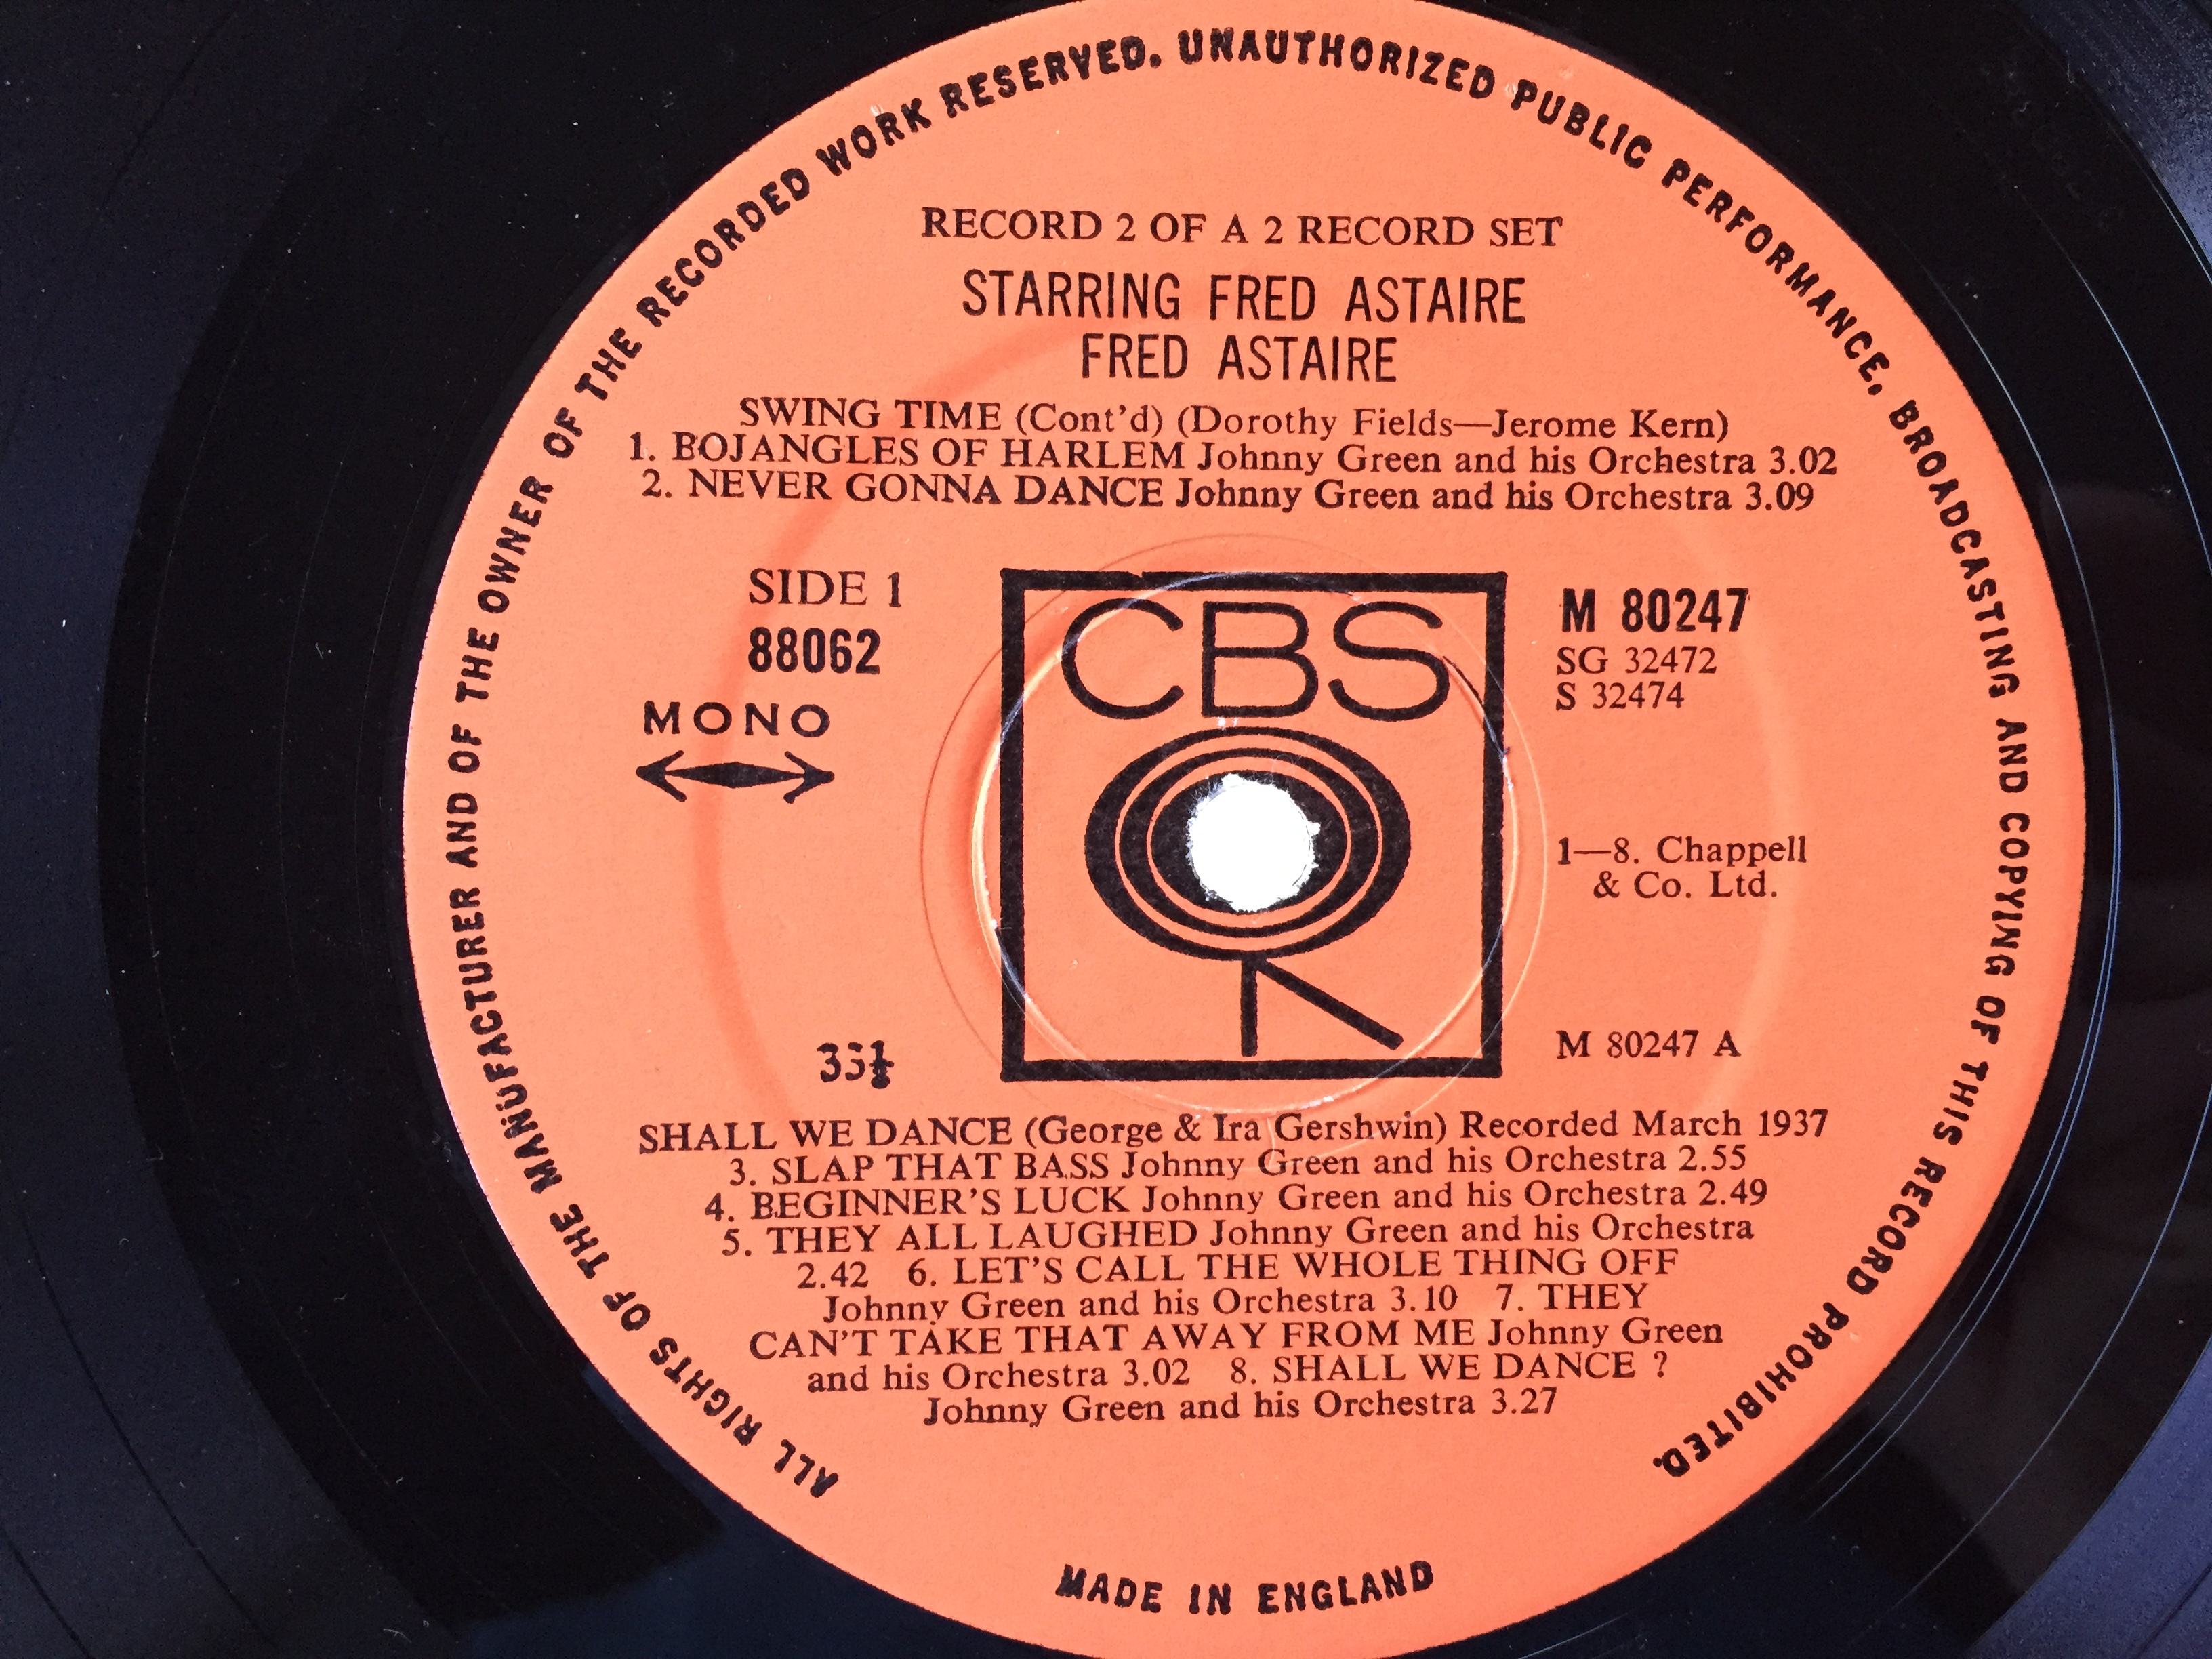 ALL RIGHTS OF THE MANUFACTURER AND OF THE OWNER OF THE RECORDED WORK RESERVED. UNAUTHORIZED PUBLIC PERFORMANCE, BROADCASTING AND COPYING OF THIS RECORD PROHIBITED.
RECORD 2 OF A 2 RECORD SET
STARRING FRED ASTAIRE
FRED ASTAIRE
SWING TIME (Cont'd) (Dorothy Fields—Jerome Kern)
1. BOJANGLES OF HARLEM Johnny Green and his Orchestra 3.02
2. NEVER GONNA DANCE Johnny Green and his Orchestra 3.09
SIDE 1
88062
MONO
CBS
M 80247
SG 32472
S 32474
1—8. Chappell
& Co. Ltd.
33⅓
M 80247 A
SHALL WE DANCE (George & Ira Gershwin) Recorded March 1937
3. SLAP THAT BASS Johnny Green and his Orchestra 2.55
4. BEGINNER'S LUCK Johnny Green and his Orchestra 2.49
5. THEY ALL LAUGHED Johnny Green and his Orchestra
2.42 6. LET'S CALL THE WHOLE THING OFF
Johnny Green and his Orchestra 3.10 7. THEY
CAN'T TAKE THAT AWAY FROM ME Johnny Green
and his Orchestra 3.02 8. SHALL WE DANCE ?
Johnny Green and his Orchestra 3.27
MADE IN ENGLAND